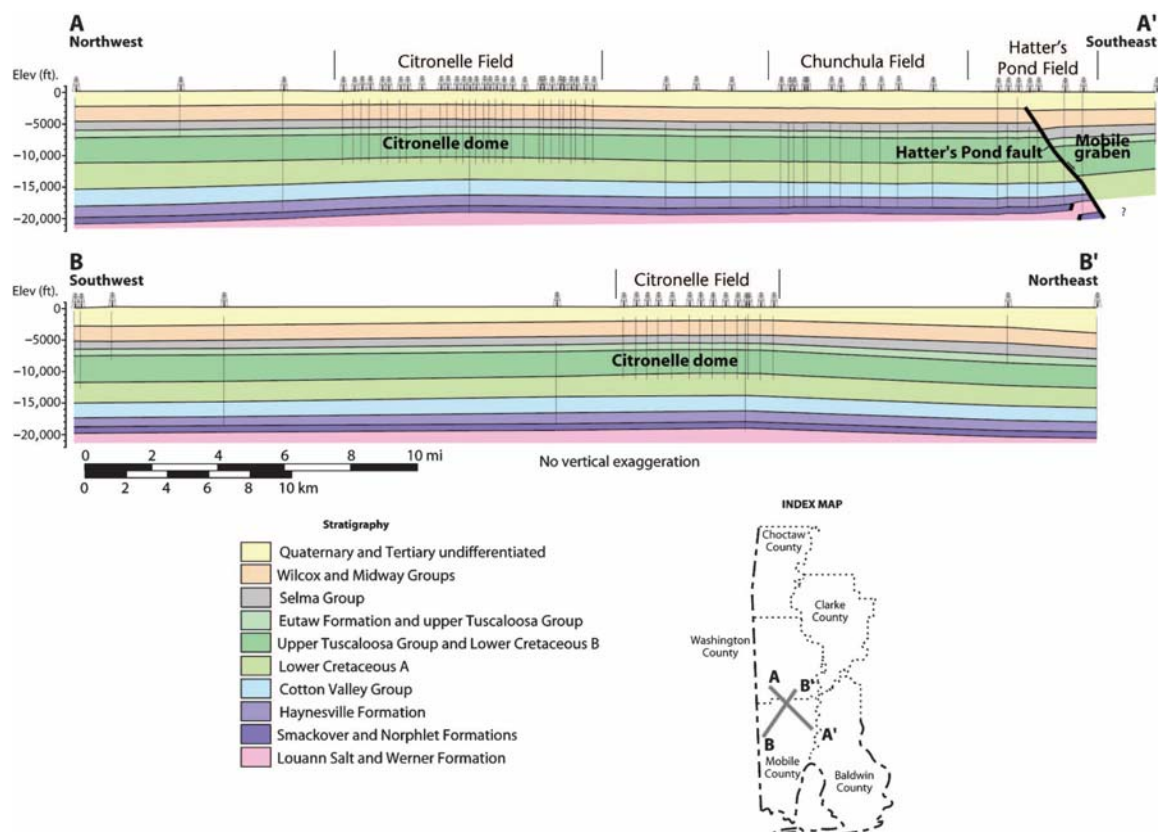 A
Northwest
Citronelle Field
Chunchula Field
Hatter's
Pond Field
A'
Southeast
Elev (ft.)
0
−5000
−10,000
−15,000
−20,000
Citronelle dome
Hatter's Pond fault
Mobile
graben
?
B
Southwest
Citronelle Field
B'
Northeast
Elev (ft.)
0
−5000
−10,000
−15,000
−20,000
Citronelle dome
0 2 4 6 8 10 mi
0 2 4 6 8 10 km
No vertical exaggeration
Stratigraphy
Quaternary and Tertiary undifferentiated
Wilcox and Midway Groups
Selma Group
Eutaw Formation and upper Tuscaloosa Group
Upper Tuscaloosa Group and Lower Cretaceous B
Lower Cretaceous A
Cotton Valley Group
Haynesville Formation
Smackover and Norphlet Formations
Louann Salt and Werner Formation
INDEX MAP
Choctaw
County
Clarke
County
Washington
County
A
B'
B
A'
Mobile
County
Baldwin
County